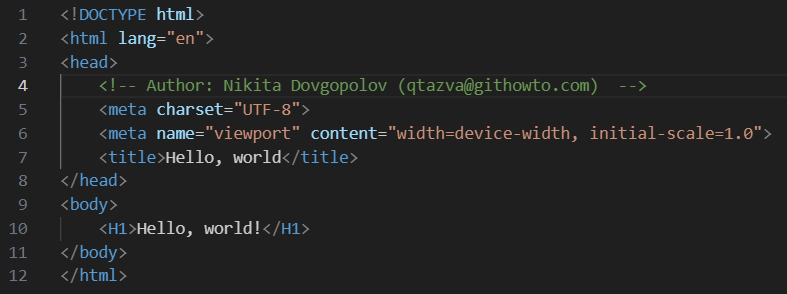 1 <!DOCTYPE html>
2 <html lang="en">
3 <head>
4     <!-- Author: Nikita Dovgopolov (qtazva@githowto.com)  -->
5     <meta charset="UTF-8">
6     <meta name="viewport" content="width=device-width, initial-scale=1.0">
7     <title>Hello, world</title>
8 </head>
9 <body>
10     <H1>Hello, world!</H1>
11 </body>
12 </html>